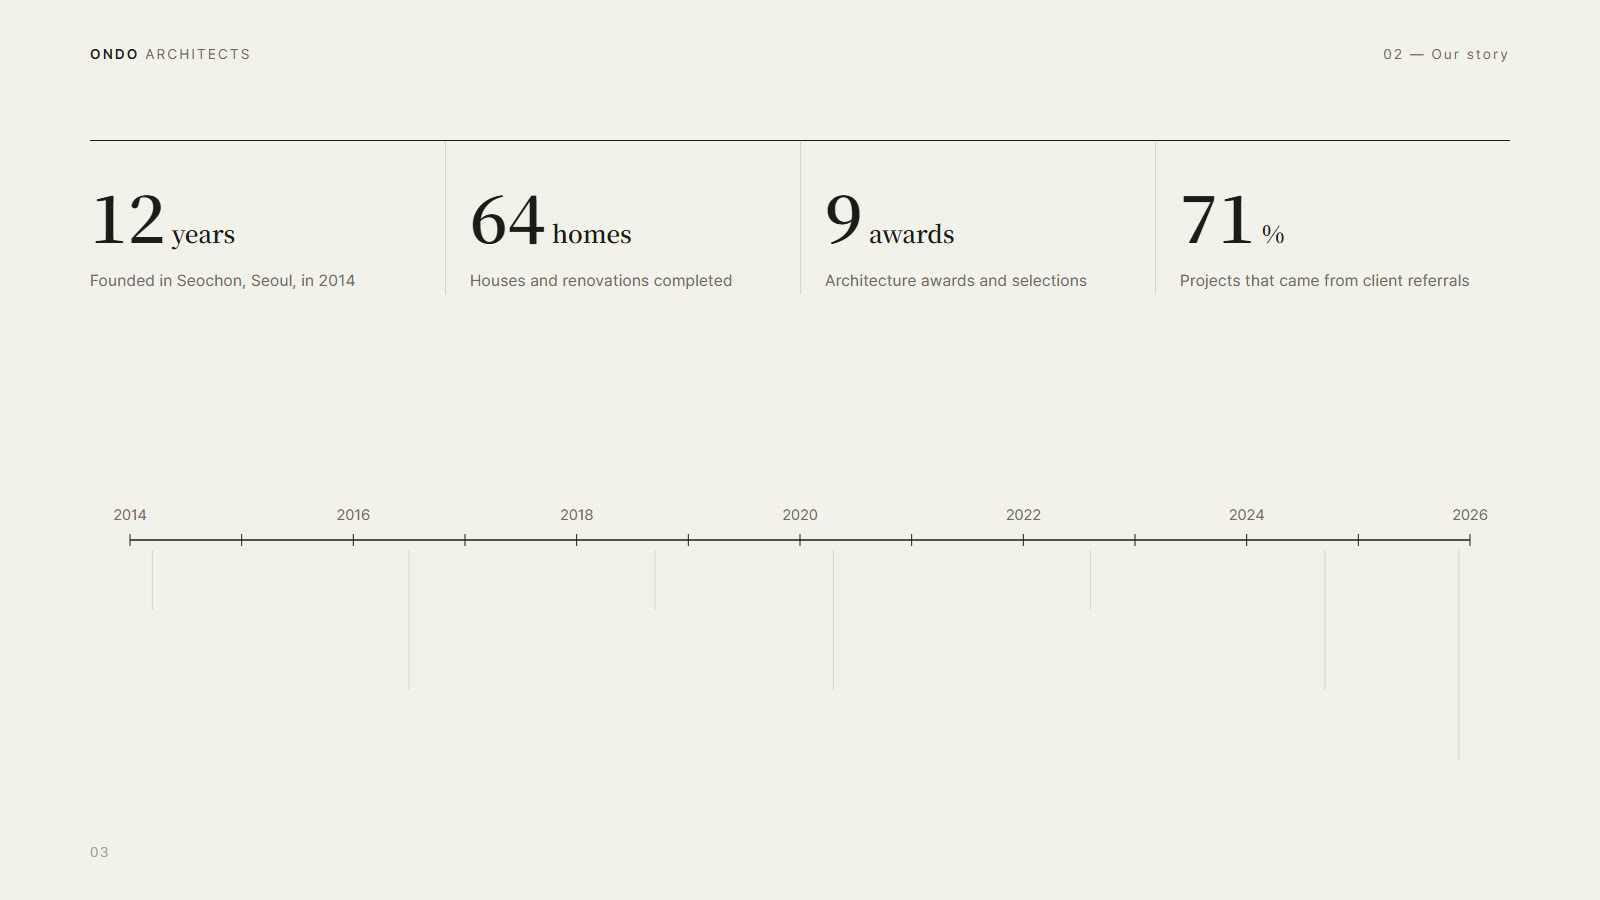 ONDO ARCHITECTS
02 — Our story
12 years
Founded in Seochon, Seoul, in 2014
64 homes
Houses and renovations completed
9 awards
Architecture awards and selections
71 %
Projects that came from client referrals
2014 2016 2018 2020 2022 2024 2026
03